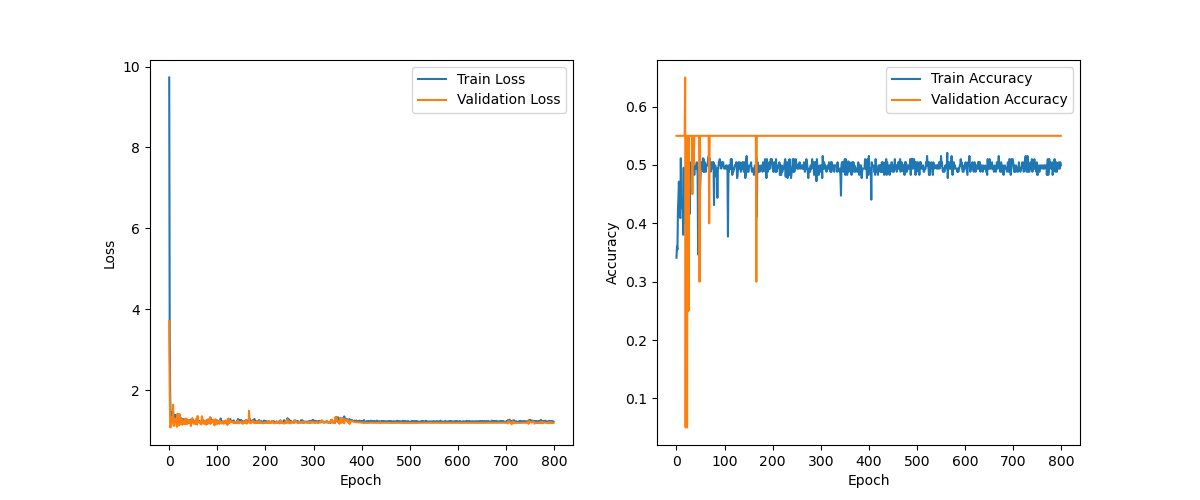 10
8
6
4
2
Loss
0 100 200 300 400 500 600 700 800
Epoch
Train Loss
Validation Loss
0.6
0.5
0.4
0.3
0.2
0.1
Accuracy
0 100 200 300 400 500 600 700 800
Epoch
Train Accuracy
Validation Accuracy